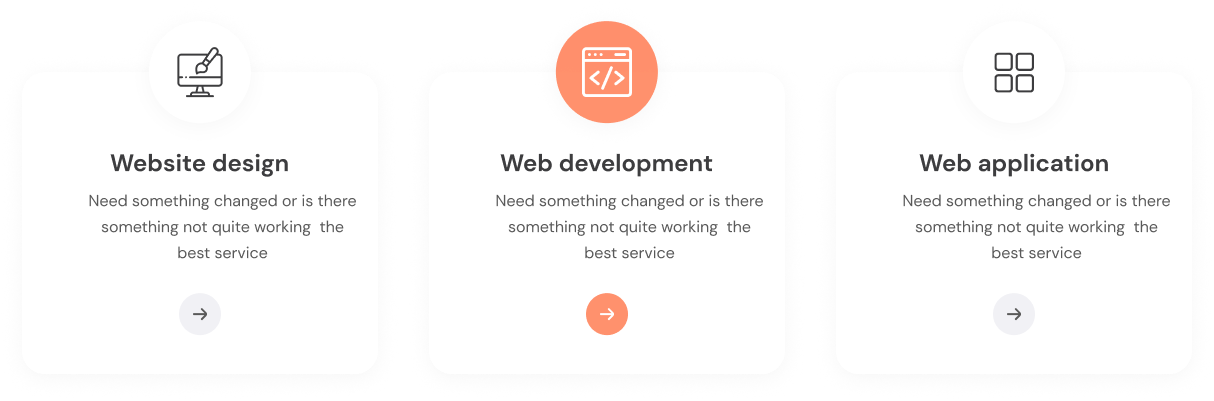 Website design
Need something changed or is there
something not quite working  the
best service
Web development
Need something changed or is there
something not quite working  the
best service
Web application
Need something changed or is there
something not quite working  the
best service